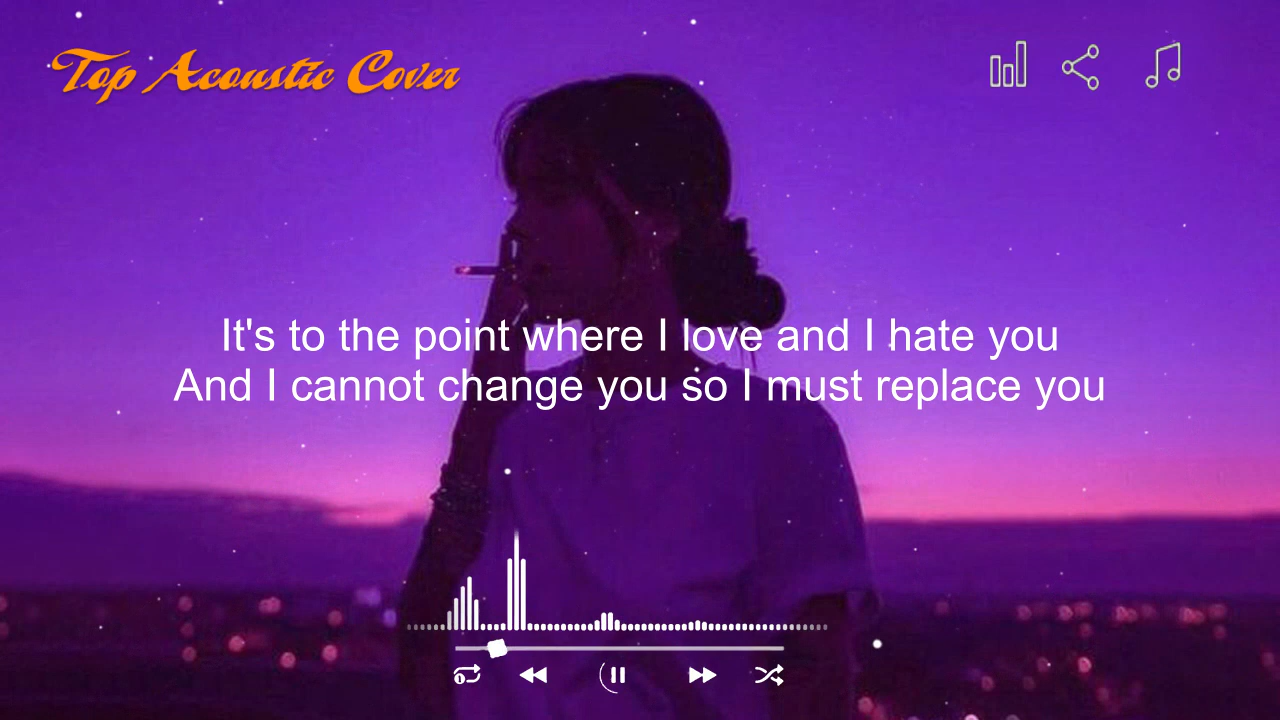 Top Acoustic Cover
It's to the point where I love and I hate you
And I cannot change you so I must replace you